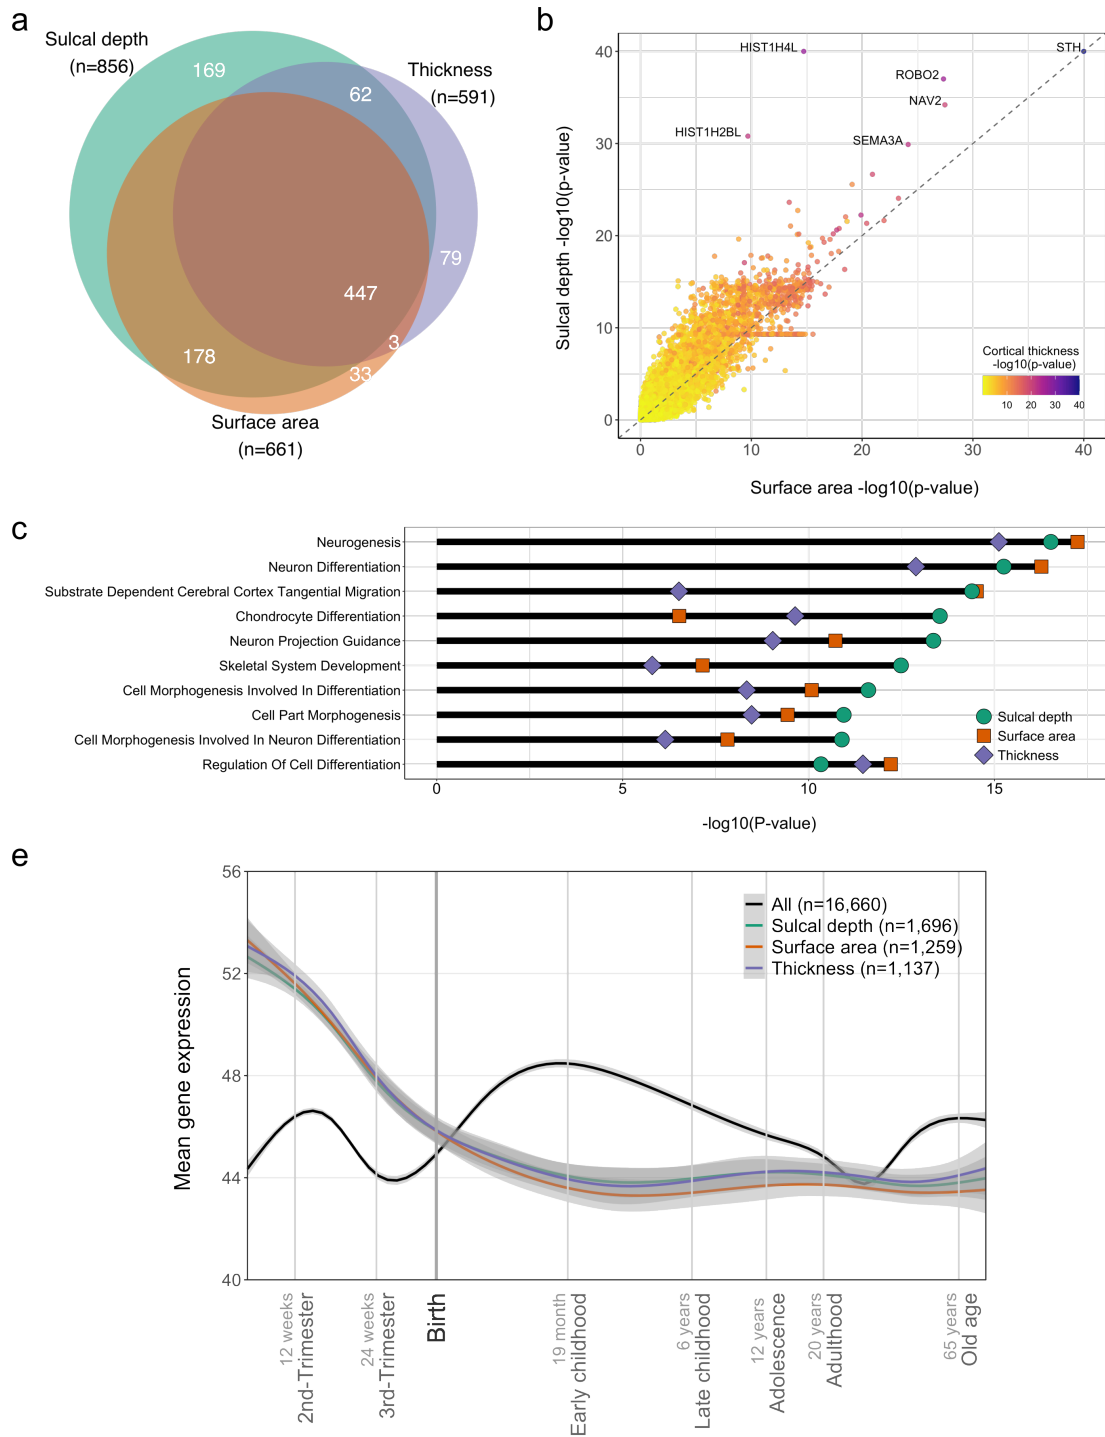 a
Sulcal depth
(n=856)
169
62
Thickness
(n=591)
79
447
3
178
33
Surface area
(n=661)
b
Sulcal depth -log10(p-value)
40
30
20
10
0
HIST1H4L
STH
ROBO2
NAV2
HIST1H2BL
SEMA3A
Cortical thickness
-log10(p-value)
10 20 30 40
0 10 20 30 40
Surface area -log10(p-value)
c
Neurogenesis
Neuron Differentiation
Substrate Dependent Cerebral Cortex Tangential Migration
Chondrocyte Differentiation
Neuron Projection Guidance
Skeletal System Development
Cell Morphogenesis Involved In Differentiation
Cell Part Morphogenesis
Cell Morphogenesis Involved In Neuron Differentiation
Regulation Of Cell Differentiation
Sulcal depth
Surface area
Thickness
0 5 10 15
-log10(P-value)
e
Mean gene expression
56
52
48
44
40
All (n=16,660)
Sulcal depth (n=1,696)
Surface area (n=1,259)
Thickness (n=1,137)
12 weeks
2nd-Trimester
24 weeks
3rd-Trimester
Birth
19 month
Early childhood
6 years
Late childhood
12 years
Adolescence
20 years
Adulthood
65 years
Old age